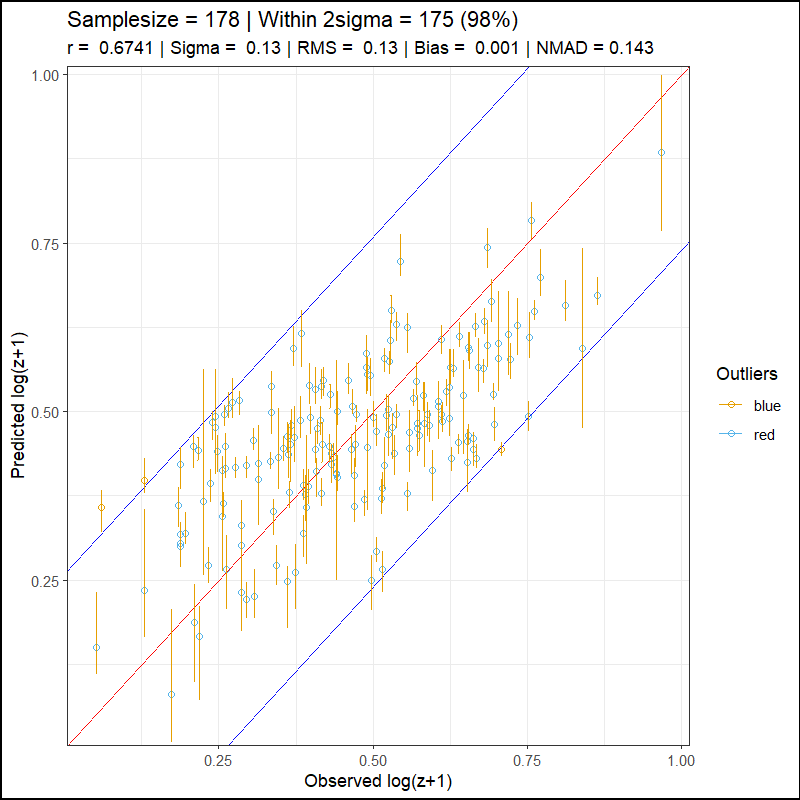 Samplesize = 178 | Within 2sigma = 175 (98%)
r =  0.6741 | Sigma =  0.13 | RMS =  0.13 | Bias =  0.001 | NMAD = 0.143
1.00
0.75
0.50
0.25
Predicted log(z+1)
0.25 0.50 0.75 1.00
Observed log(z+1)
Outliers
blue
red